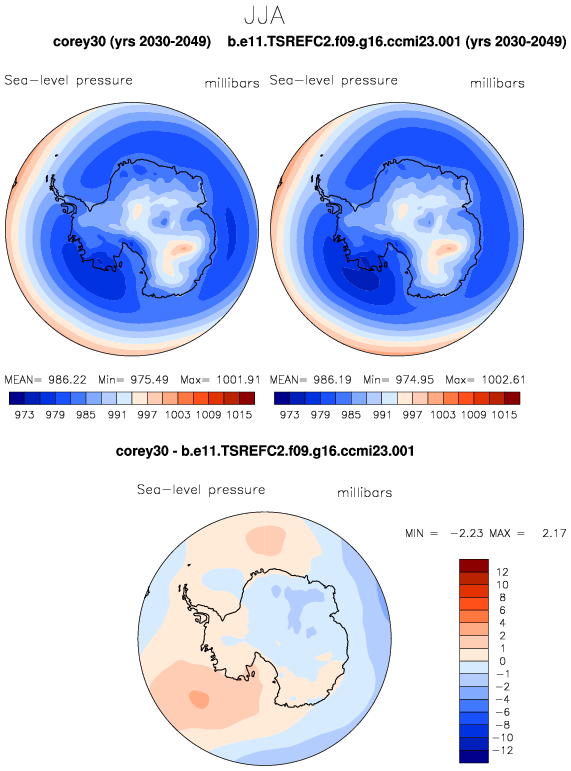 JJA
corey30 (yrs 2030-2049) b.e11.TSREFC2.f09.g16.ccmi23.001 (yrs 2030-2049)
Sea-level pressure millibars Sea-level pressure millibars
MEAN= 986.22 Min= 975.49 Max= 1001.91 MEAN= 986.19 Min= 974.95 Max= 1002.61
973 979 985 991 997 1003 1009 1015 973 979 985 991 997 1003 1009 1015
corey30 - b.e11.TSREFC2.f09.g16.ccmi23.001
Sea-level pressure millibars
MIN = -2.23 MAX = 2.17
12
10
8
6
4
2
1
0
-1
-2
-4
-6
-8
-10
-12